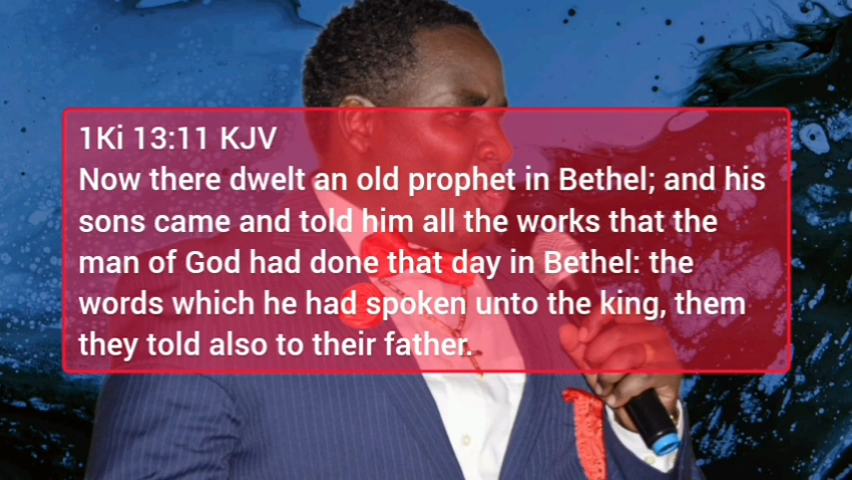 1Ki 13:11 KJV
Now there dwelt an old prophet in Bethel; and his
sons came and told him all the works that the
man of God had done that day in Bethel: the
words which he had spoken unto the king, them
they told also to their father.